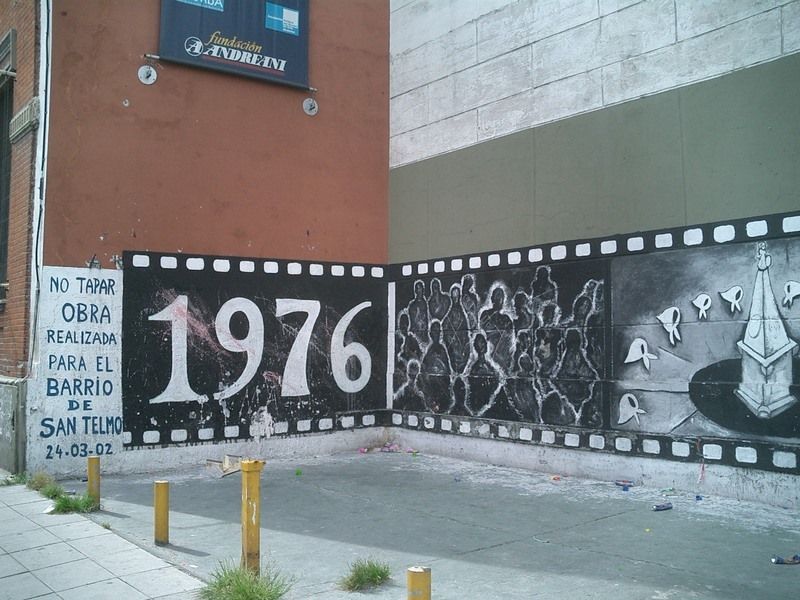 fundación
ANDREANI
1976
NO TAPAR
OBRA
REALIZADA
PARA EL
BARRIO
DE
SAN TELMO
24-03-02